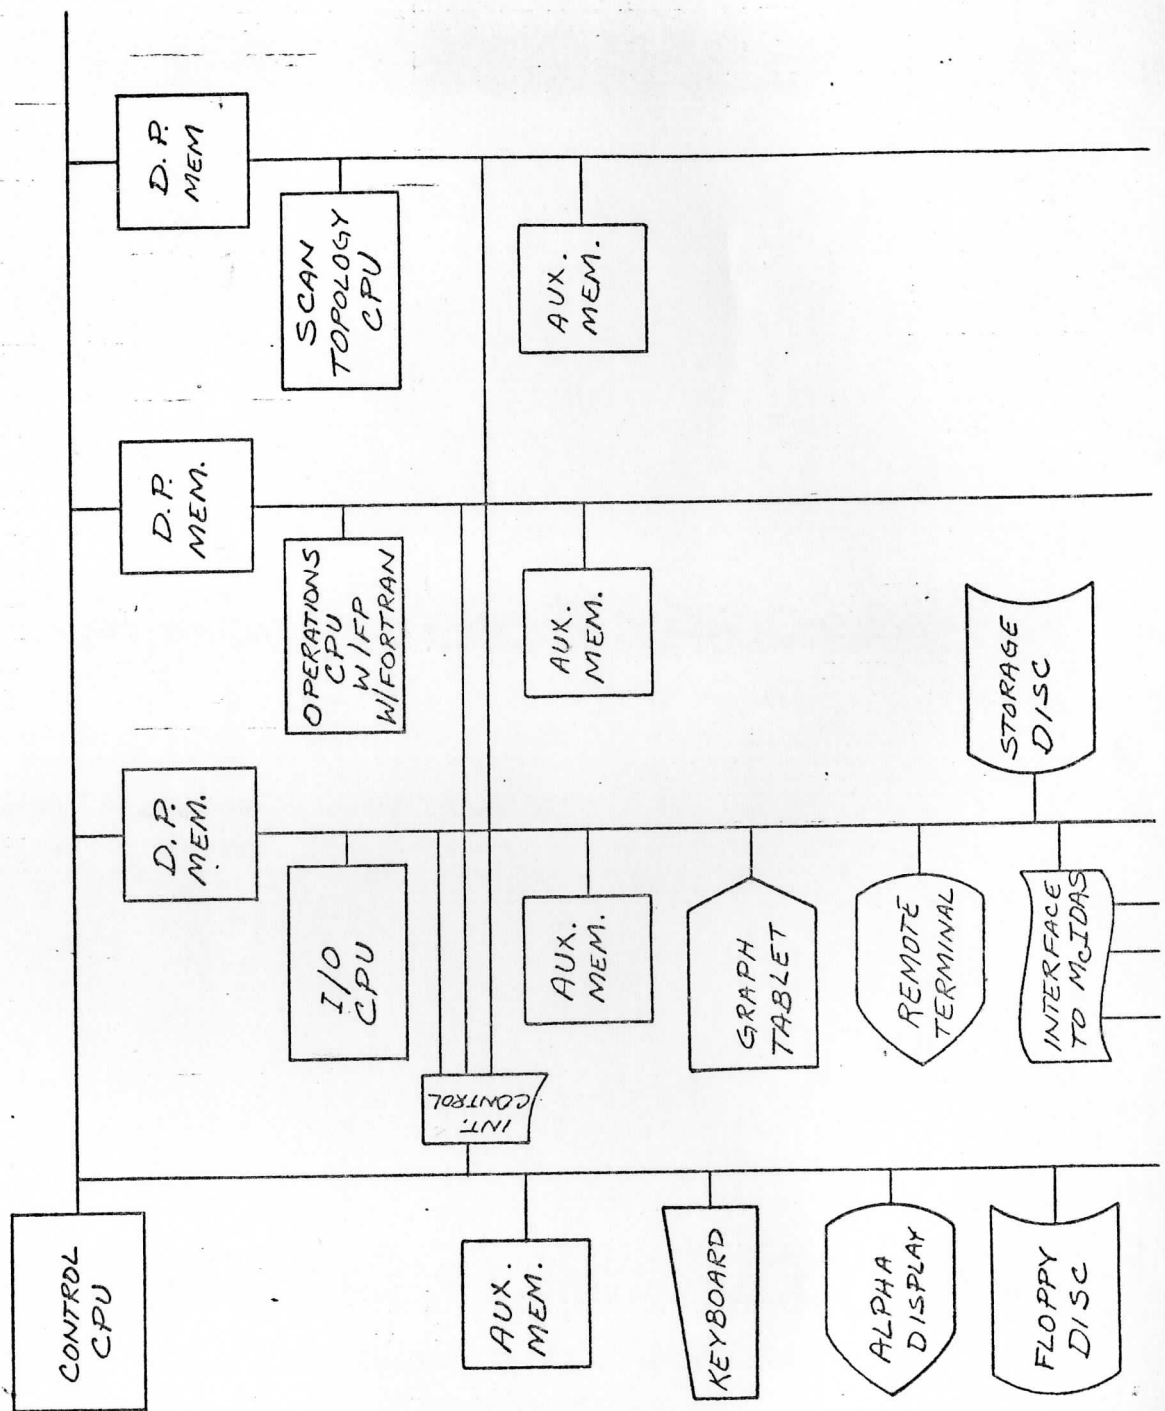 CONTROL
CPU
D.P.
MEM.
D.P.
MEM.
D.P.
MEM
I/O
CPU
OPERATIONS
CPU
W/FP
W/FORTRAN
SCAN
TOPOLOGY
CPU
INT.
CONTROL
AUX.
MEM.
AUX.
MEM.
AUX.
MEM.
AUX.
MEM.
KEYBOARD
GRAPH
TABLET
ALPHA
DISPLAY
REMOTE
TERMINAL
FLOPPY
DISC
INTERFACE
TO McIDAS
STORAGE
DISC